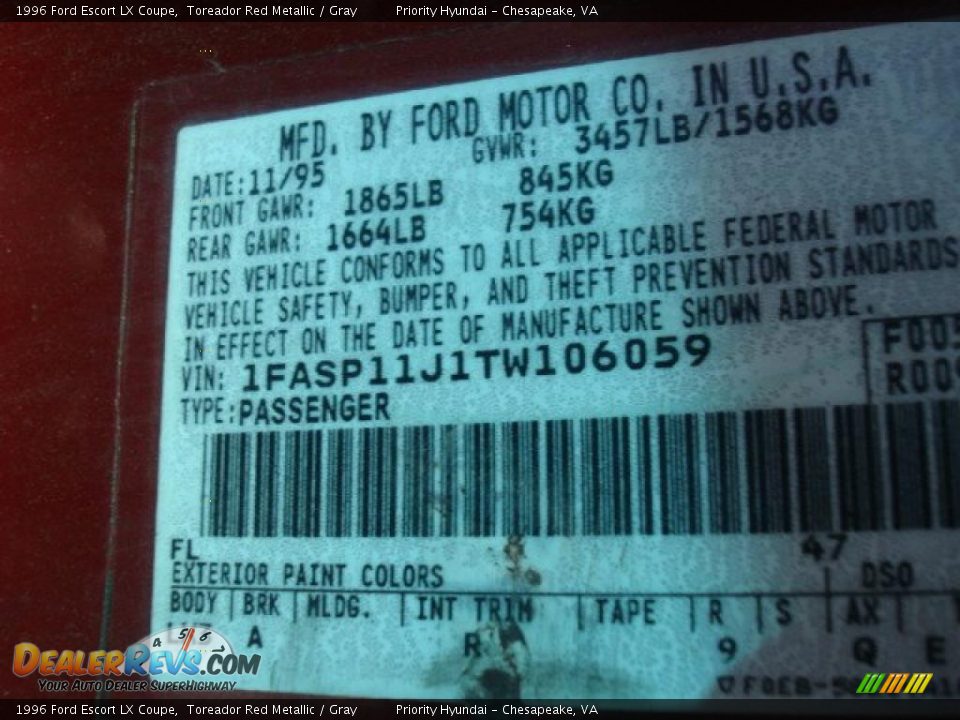 1996 Ford Escort LX Coupe,  Toreador Red Metallic / Gray    Priority Hyundai - Chesapeake, VA
MFD. BY FORD MOTOR CO. IN U.S.A.
DATE:11/95 GVWR: 3457LB/1568KG
FRONT GAWR: 1865LB 845KG
REAR GAWR: 1664LB 754KG
THIS VEHICLE CONFORMS TO ALL APPLICABLE FEDERAL MOTOR
VEHICLE SAFETY, BUMPER, AND THEFT PREVENTION STANDARDS
IN EFFECT ON THE DATE OF MANUFACTURE SHOWN ABOVE.
VIN: 1FASP11J1TW106059
F005
TYPE:PASSENGER
R009
FL 47
EXTERIOR PAINT COLORS DSO
BODY BRK MLDG. INT TRIM TAPE R S AX
A R 9 Q E
DEALERREVS.COM
YOUR AUTO DEALER SUPERHIGHWAY
1996 Ford Escort LX Coupe,  Toreador Red Metallic / Gray    Priority Hyundai - Chesapeake, VA